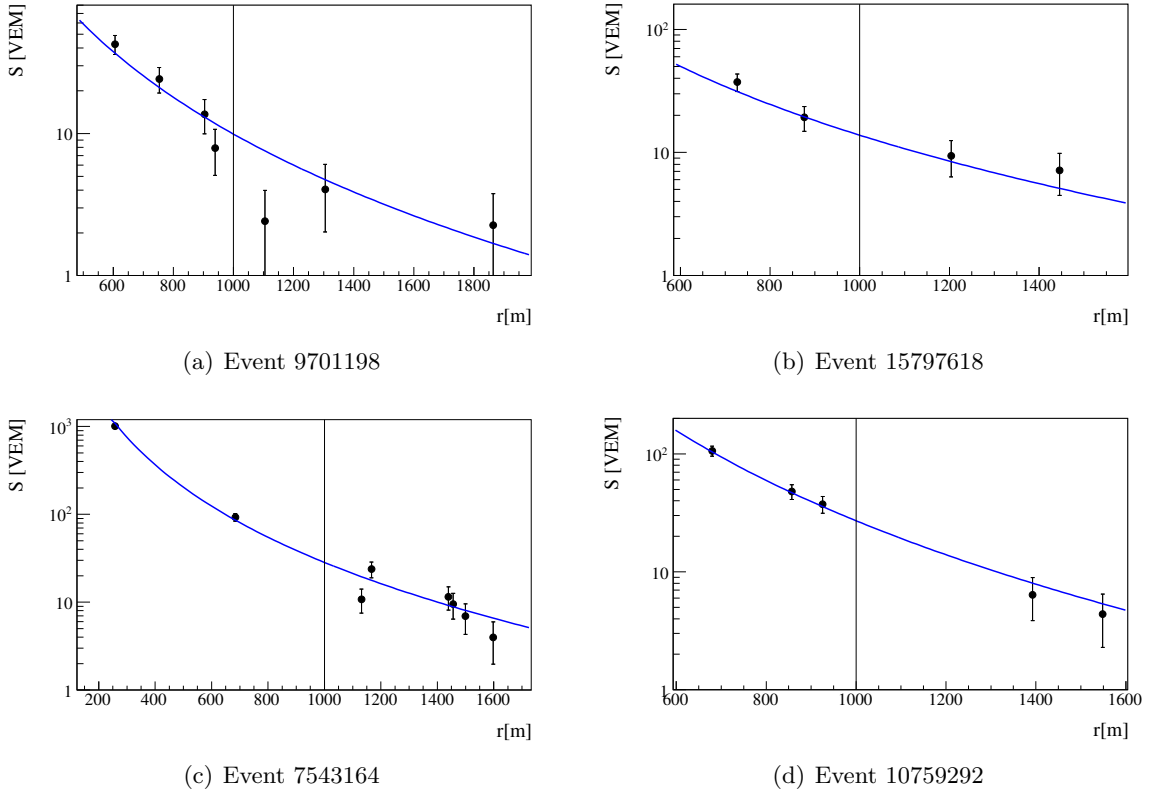 S [VEM]
10
1
600 800 1000 1200 1400 1600 1800
r[m]
(a) Event 9701198
S [VEM]
10²
10
1
600 800 1000 1200 1400
r[m]
(b) Event 15797618
S [VEM]
10³
10²
10
1
200 400 600 800 1000 1200 1400 1600
r[m]
(c) Event 7543164
S [VEM]
10²
10
1
600 800 1000 1200 1400 1600
r[m]
(d) Event 10759292